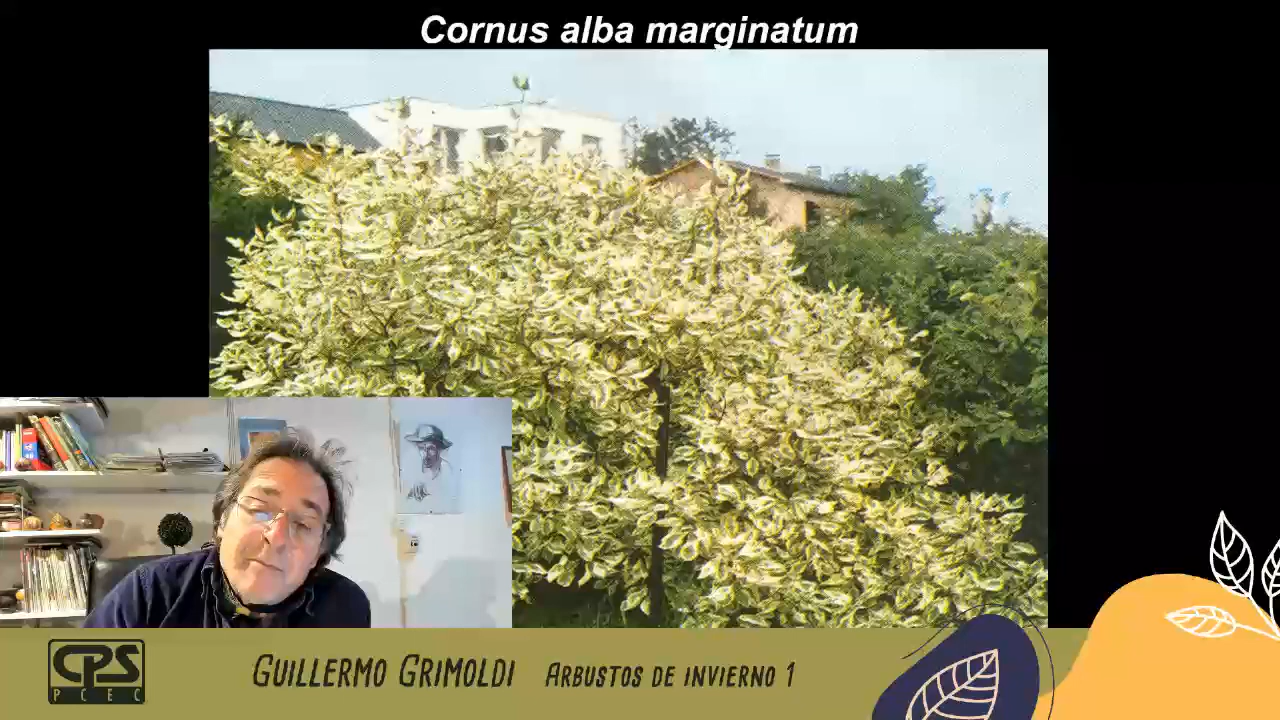 Cornus alba marginatum
CPS
PCEC
GUILLERMO GRIMOLDI ARBUSTOS DE INVIERNO 1